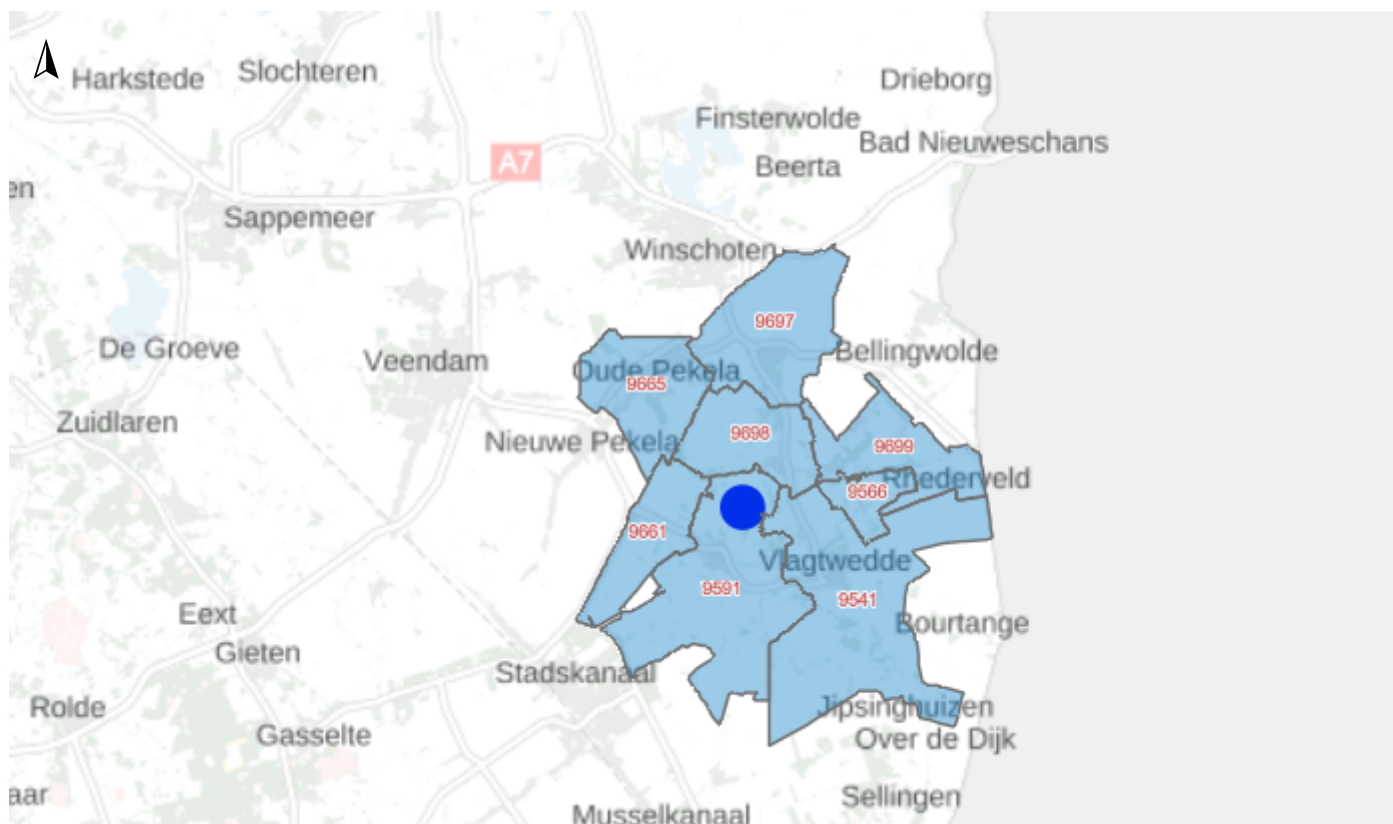 Drieborg
Slochteren
Harkstede
Finsterwolde
Bad Nieuweschans
A7
Beerta
en
Sappemeer
Winschoten
9697
De Groeve
Bellingwolde
Veendam
Oude Pekela
9665
Zuidlaren
9698
Nieuwe Pekela
9699
Rhederveld
9566
9661
Vlagtwedde
9591
9541
Eext
Bourtange
Gieten
Stadskanaal
Rolde
Jipsinghuizen
Gasselte
Over de Dijk
aar
Sellingen
Musselkanaal